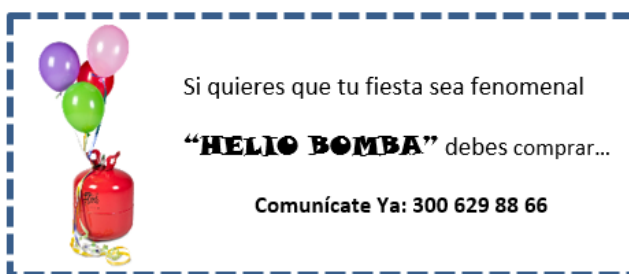 Si quieres que tu fiesta sea fenomenal
“HELIO BOMBA” debes comprar...
Comunícate Ya: 300 629 88 66